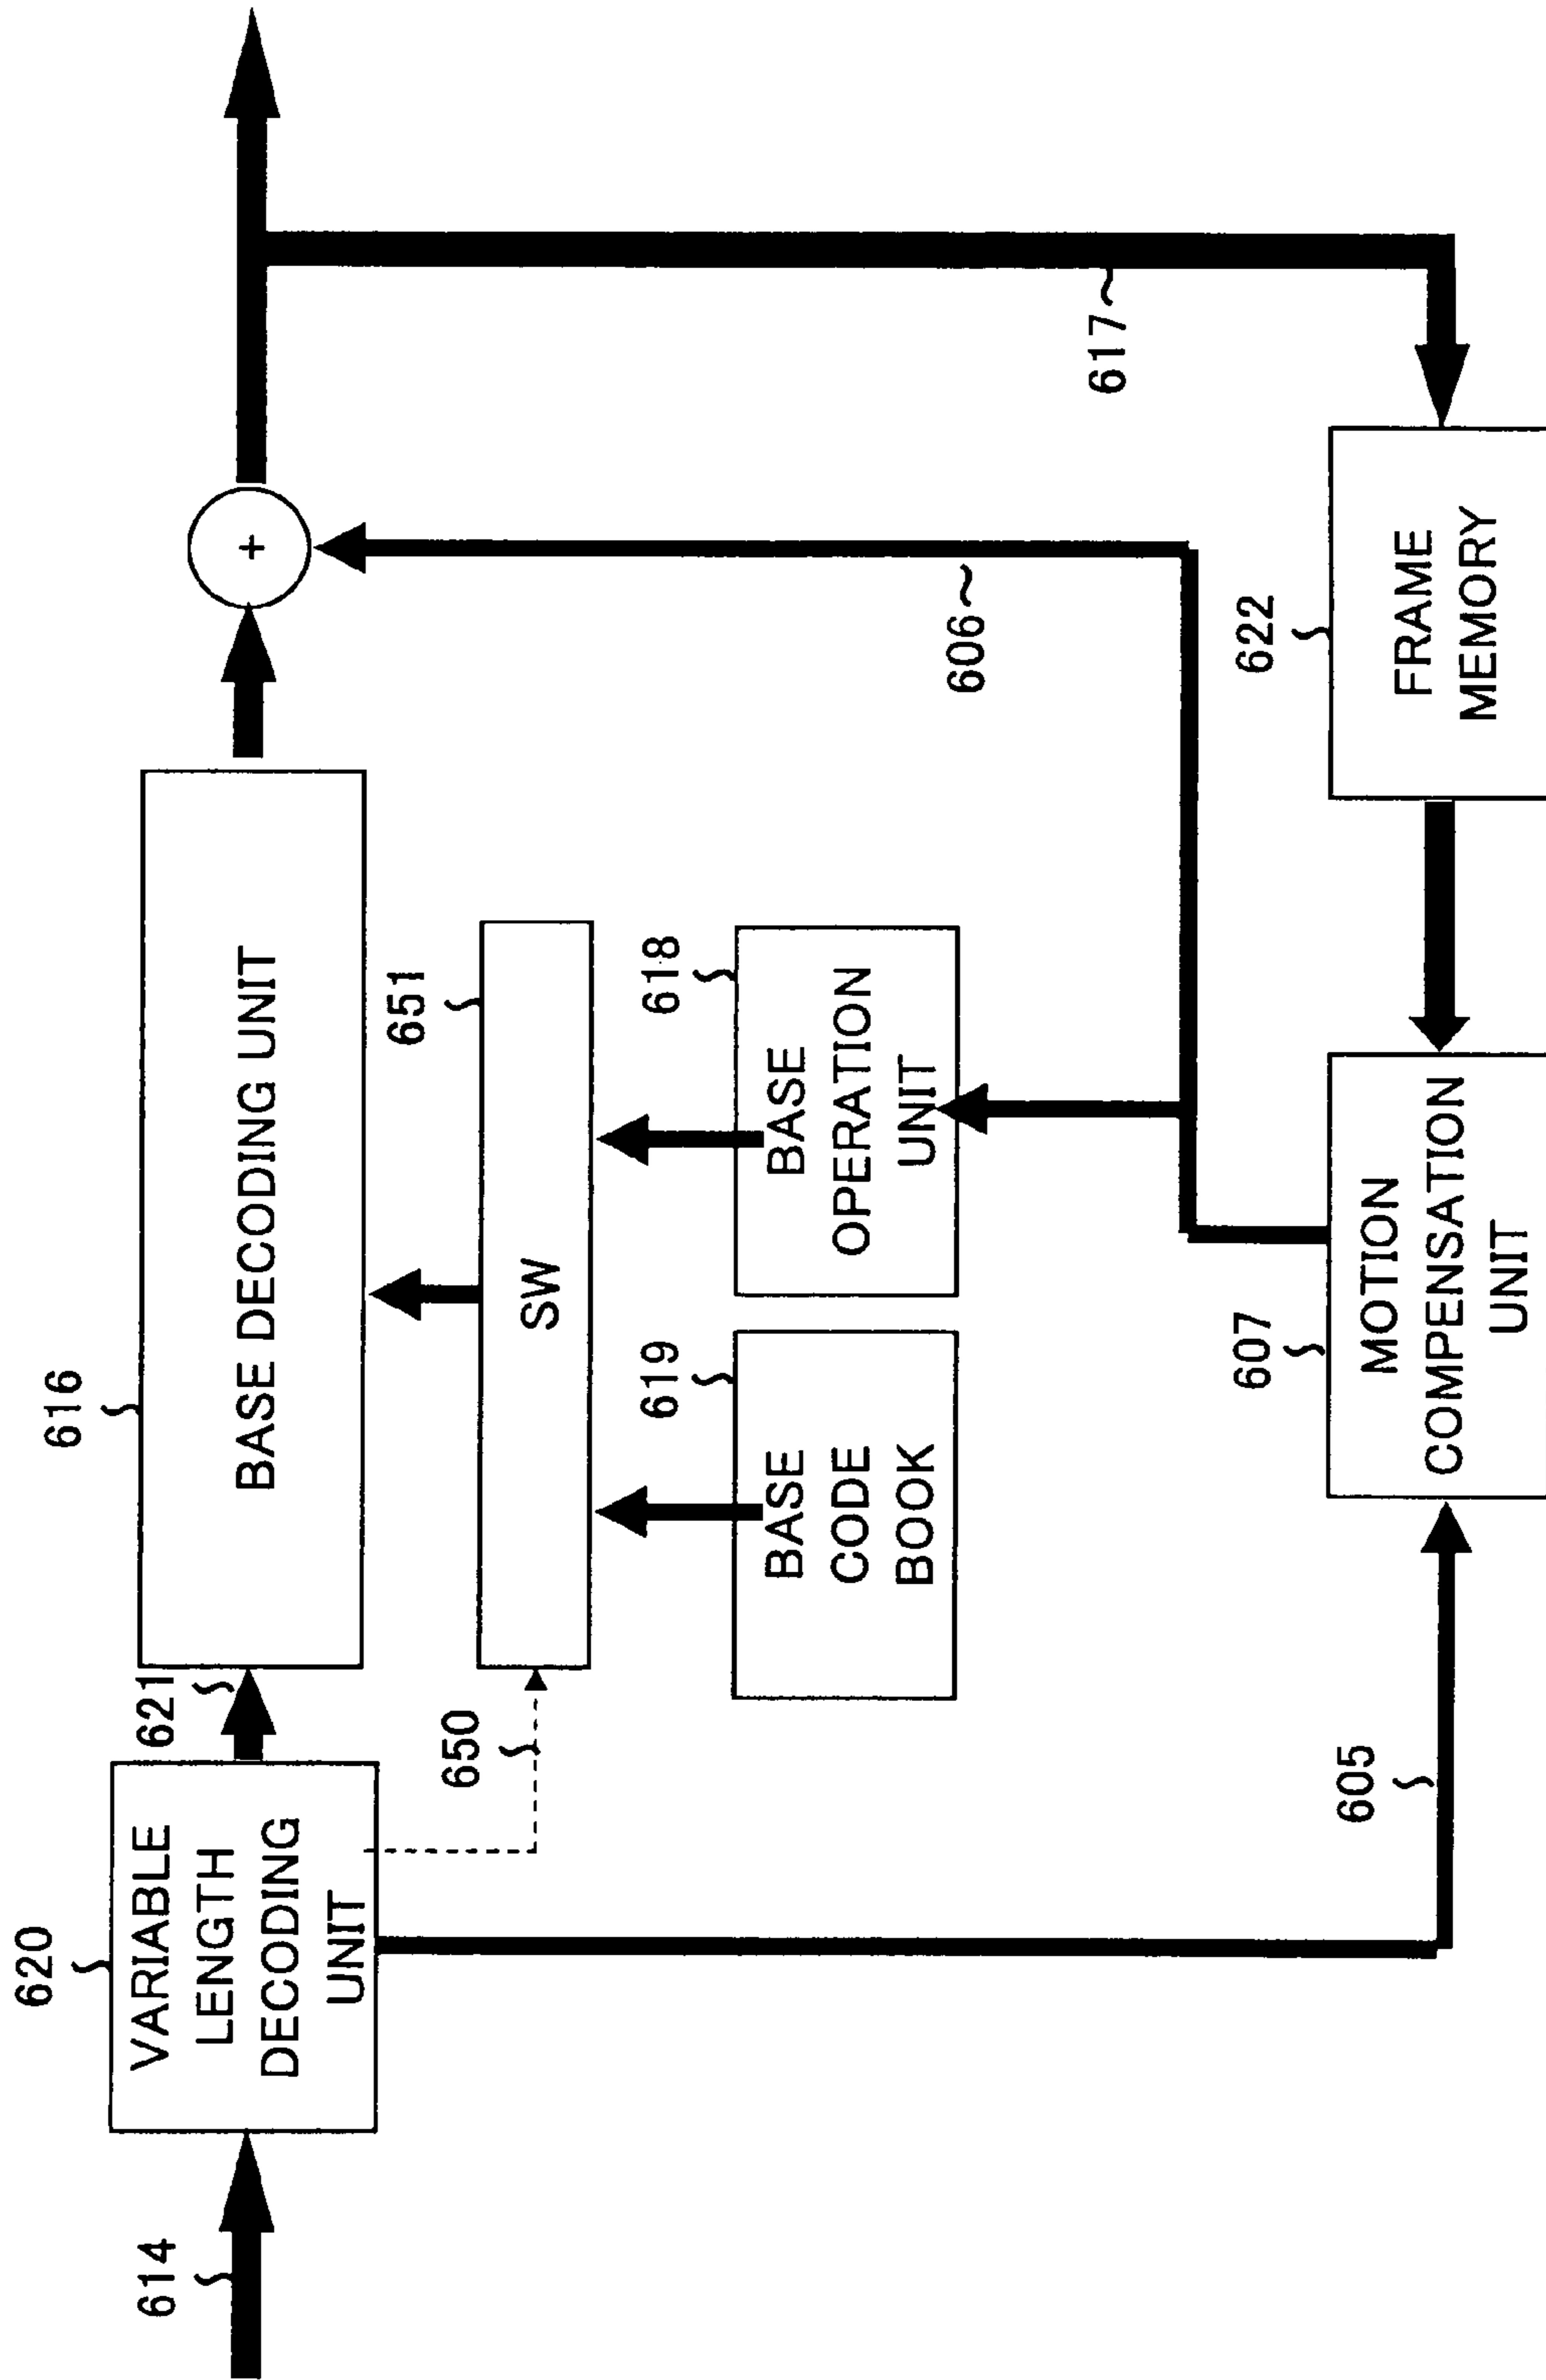 620
VARIABLE
LENGTH
DECODING
UNIT
614
621
616
BASE DECODING UNIT
+
650
651
SW
619
BASE
CODE
BOOK
618
BASE
OPERATION
UNIT
606
617
605
607
MOTION
COMPENSATION
UNIT
622
FRAME
MEMORY